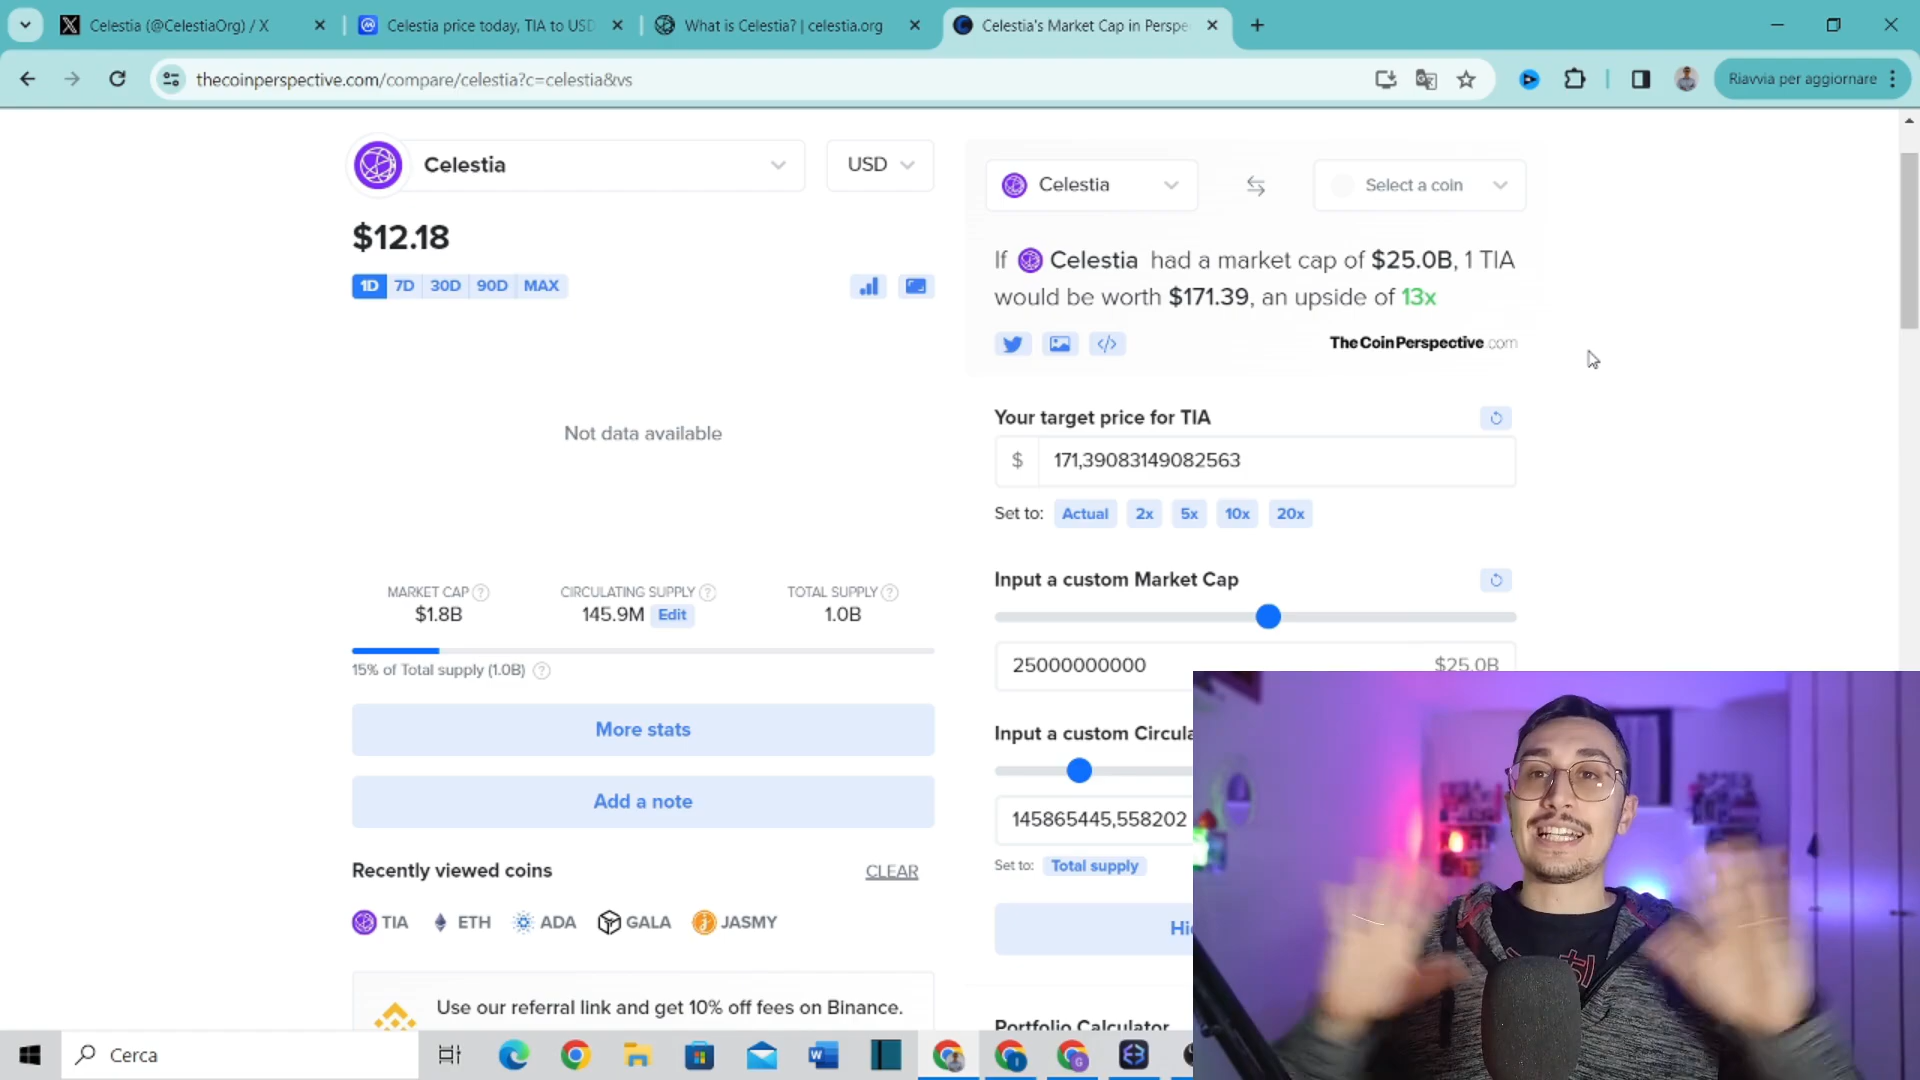 Celestia (@CelestiaOrg) / X
Celestia price today, TIA to USD
What is Celestia? | celestia.org
Celestia's Market Cap in Perspe
thecoinperspective.com/compare/celestia?c=celestia&vs
Riavvia per aggiornare
Celestia
USD
$12.18
1D 7D 30D 90D MAX
Not data available
MARKET CAP ?
$1.8B
CIRCULATING SUPPLY ?
145.9M Edit
TOTAL SUPPLY ?
1.0B
15% of Total supply (1.0B) ?
More stats
Add a note
Recently viewed coins
CLEAR
TIA ETH ADA GALA JASMY
Use our referral link and get 10% off fees on Binance.
Celestia
Select a coin
If Celestia had a market cap of $25.0B, 1 TIA
would be worth $171.39, an upside of 13x
TheCoinPerspective.com
Your target price for TIA
$ 171,39083149082563
Set to: Actual 2x 5x 10x 20x
Input a custom Market Cap
25000000000 $25.0B
Input a custom Circula
145865445,558202
Set to: Total supply
Hi
Portfolio Calculator
Cerca